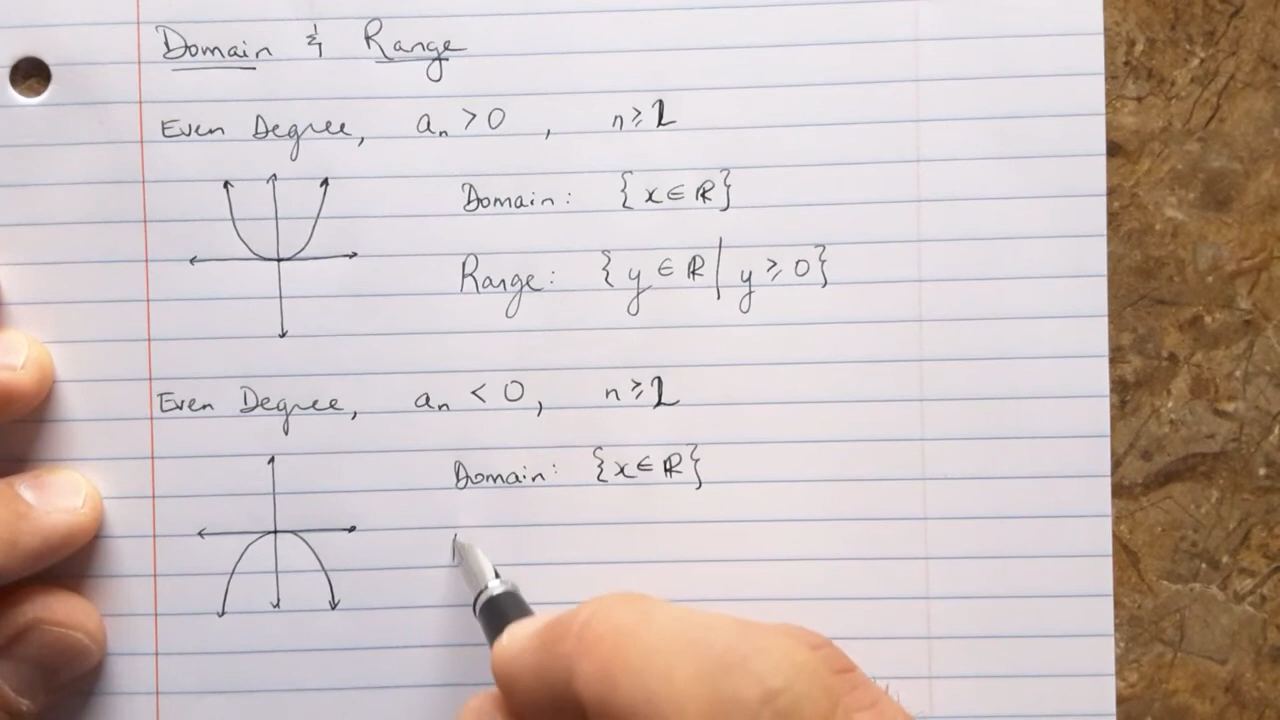 Domain & Range
Even Degree, aₙ > 0, n ≥ 2
Domain: {x ∈ ℝ}
Range: {y ∈ ℝ | y ≥ 0}
Even Degree, aₙ < 0, n ≥ 2
Domain: {x ∈ ℝ}